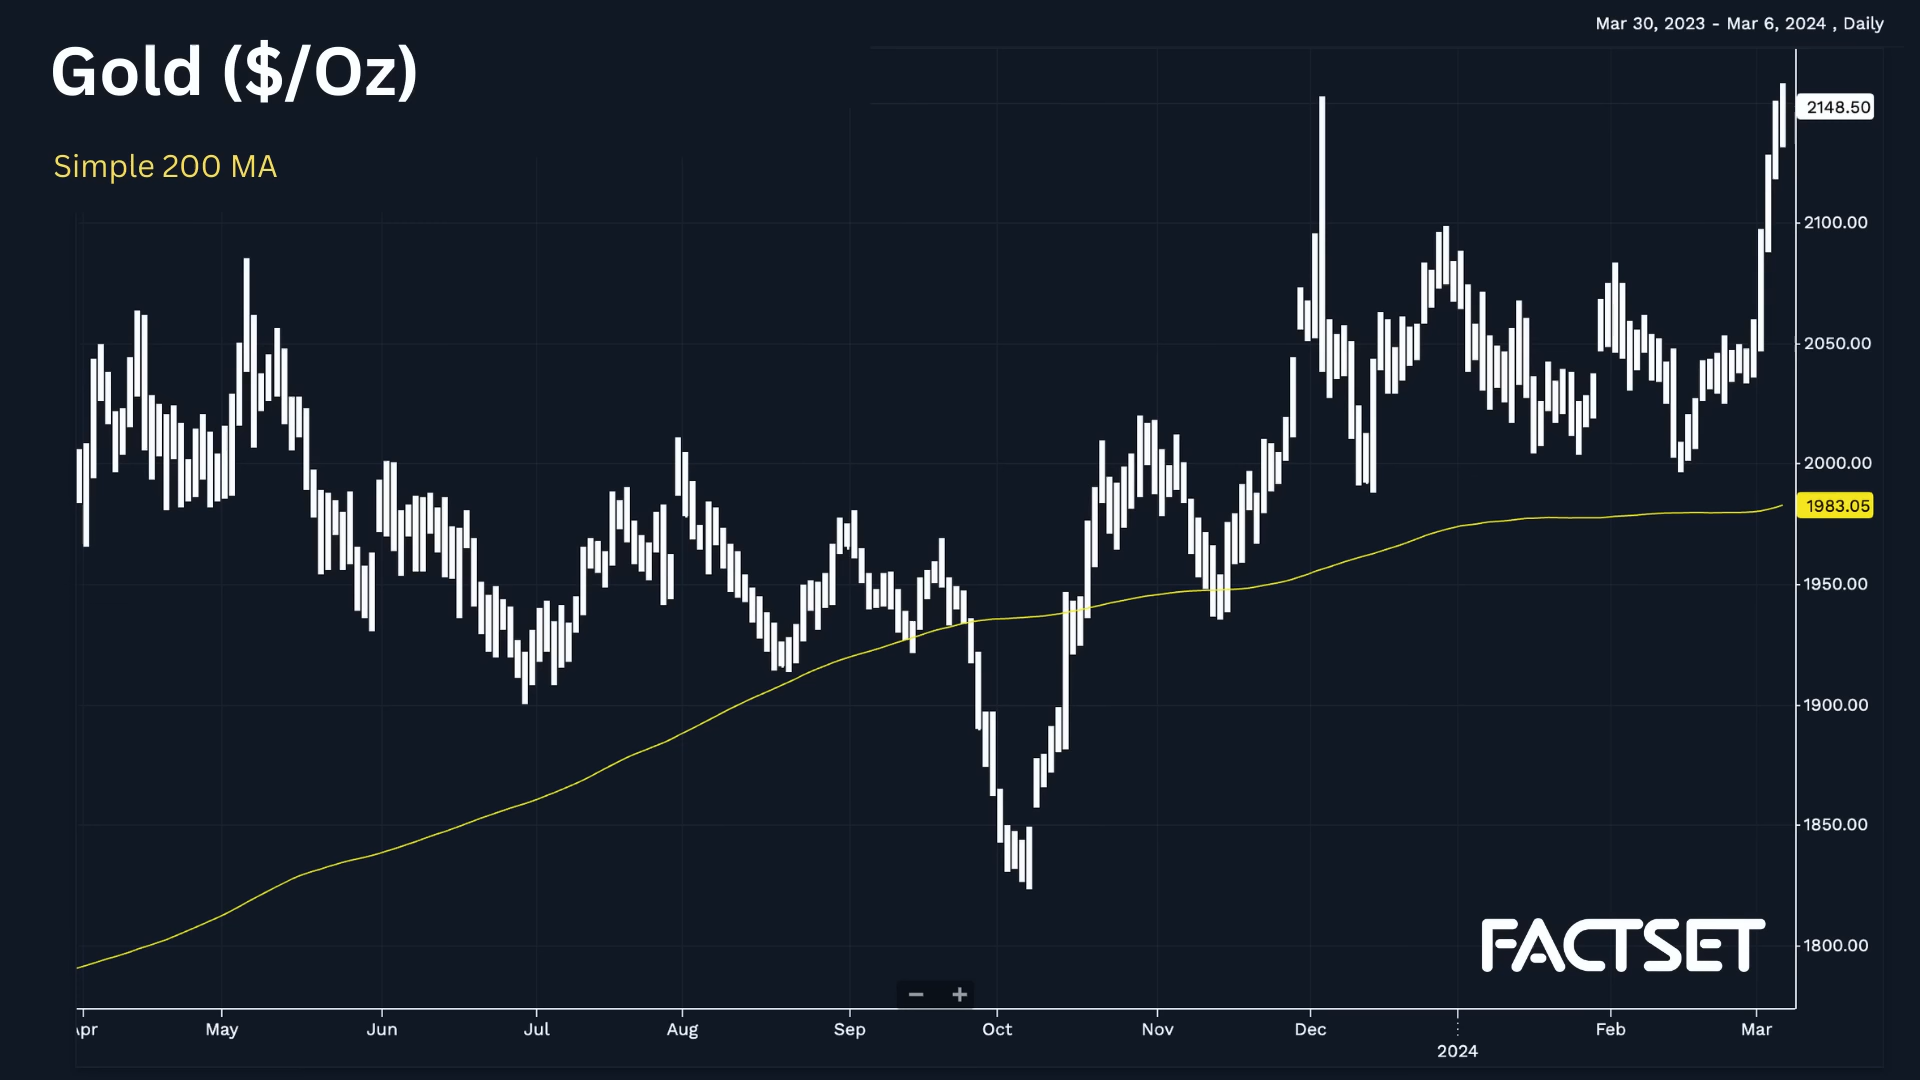 Mar 30, 2023 - Mar 6, 2024 , Daily
Gold ($/Oz)
Simple 200 MA
2148.50
2100.00
2050.00
2000.00
1983.05
1950.00
1900.00
1850.00
1800.00
FACTSET
− +
pr May Jun Jul Aug Sep Oct Nov Dec Feb Mar
2024